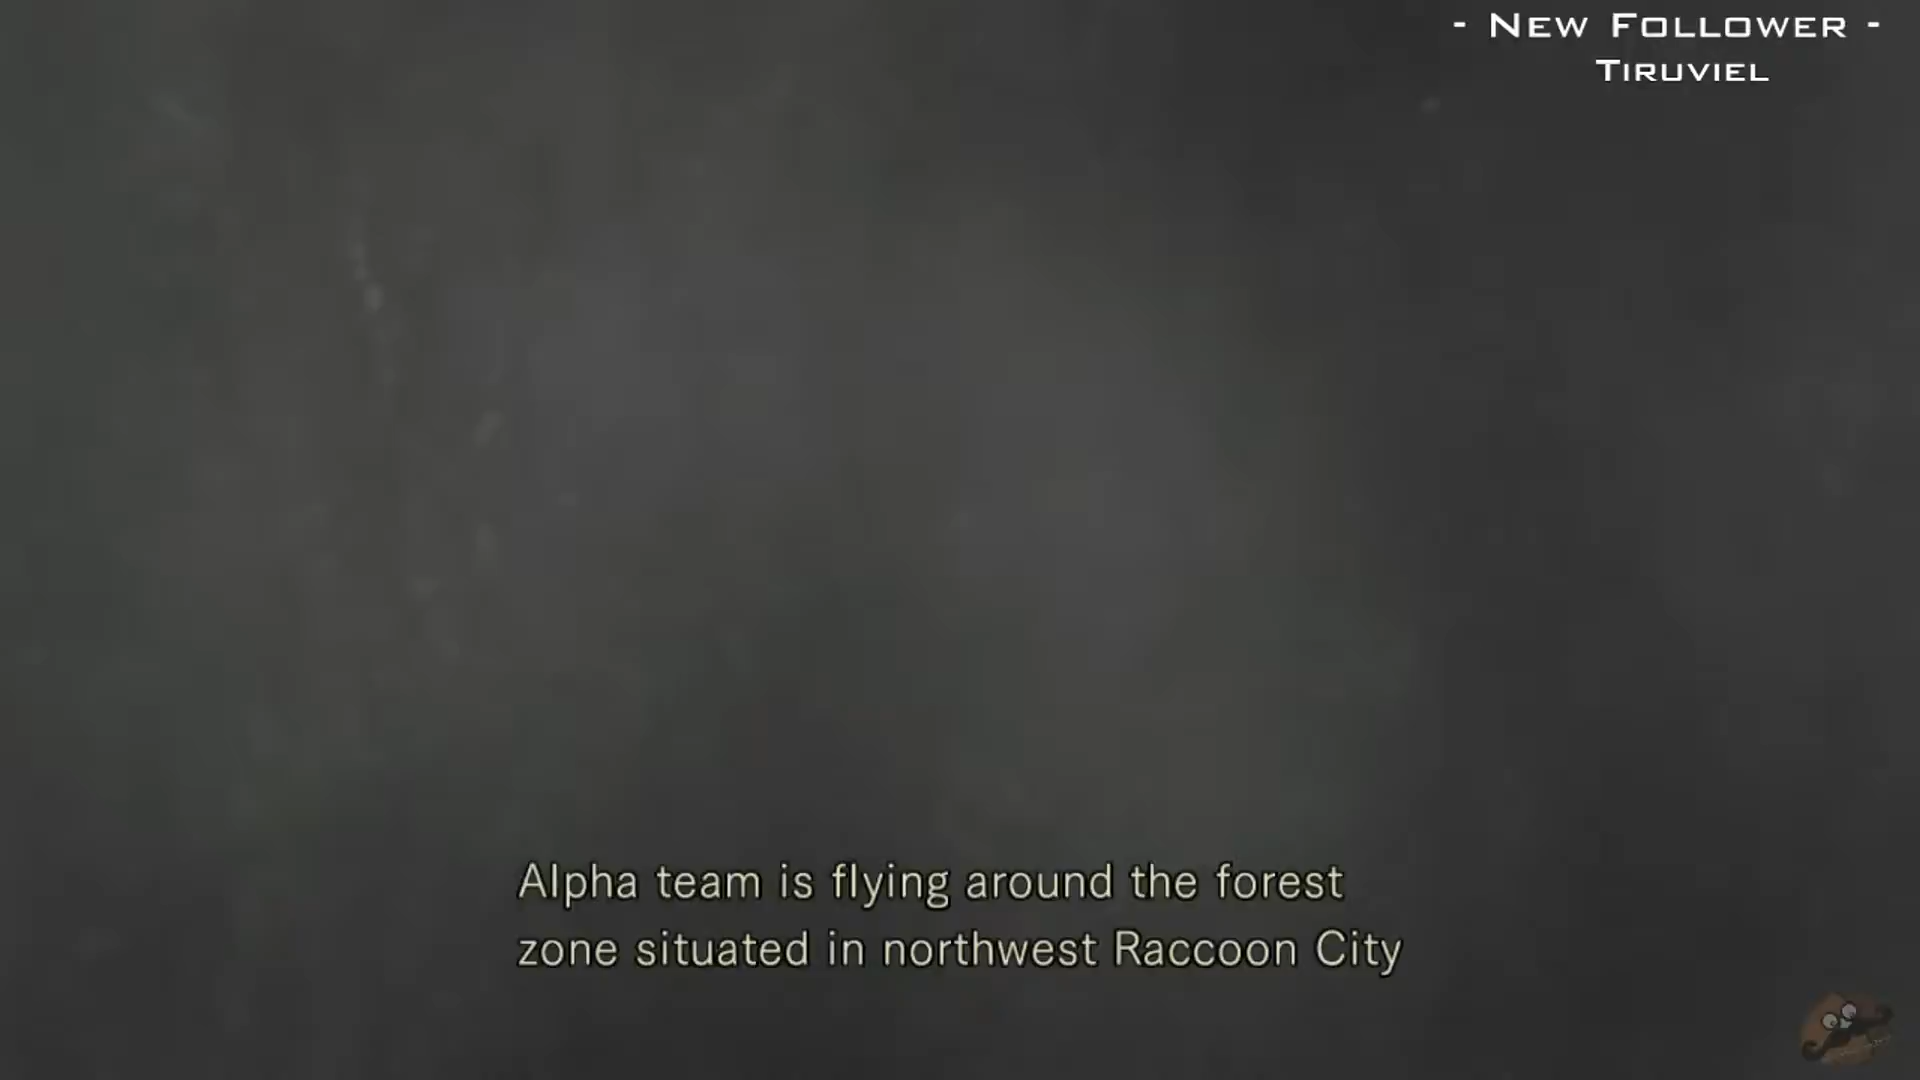 - New Follower -
Tiruviel
Alpha team is flying around the forest
zone situated in northwest Raccoon City